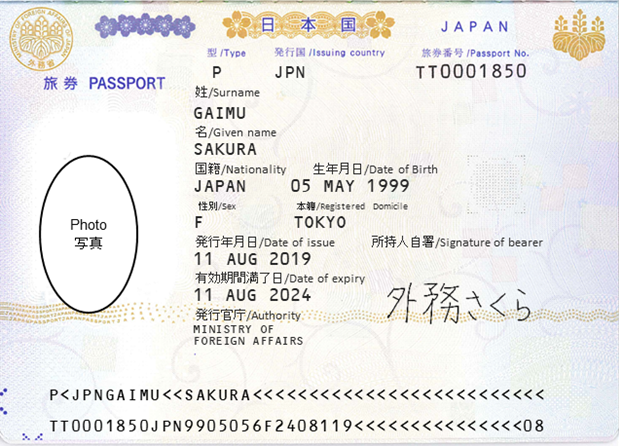 MINISTRY OF FOREIGN AFFAIRS OF JAPAN
外務省
日本国 JAPAN
旅券 PASSPORT
型/Type 発行国/Issuing country 旅券番号/Passport No.
P JPN TT0001850
姓/Surname
GAIMU
名/Given name
SAKURA
国籍/Nationality 生年月日/Date of Birth
JAPAN 05 MAY 1999
性別/Sex 本籍/Registered Domicile
F TOKYO
発行年月日/Date of issue 所持人自署/Signature of bearer
11 AUG 2019
有効期間満了日/Date of expiry
11 AUG 2024
外務さくら
発行官庁/Authority
MINISTRY OF
FOREIGN AFFAIRS
Photo
写真
P<JPNGAIMU<<SAKURA<<<<<<<<<<<<<<<<<<<<<<<<<<
TT0001850JPN9905056F2408119<<<<<<<<<<<<<<<08